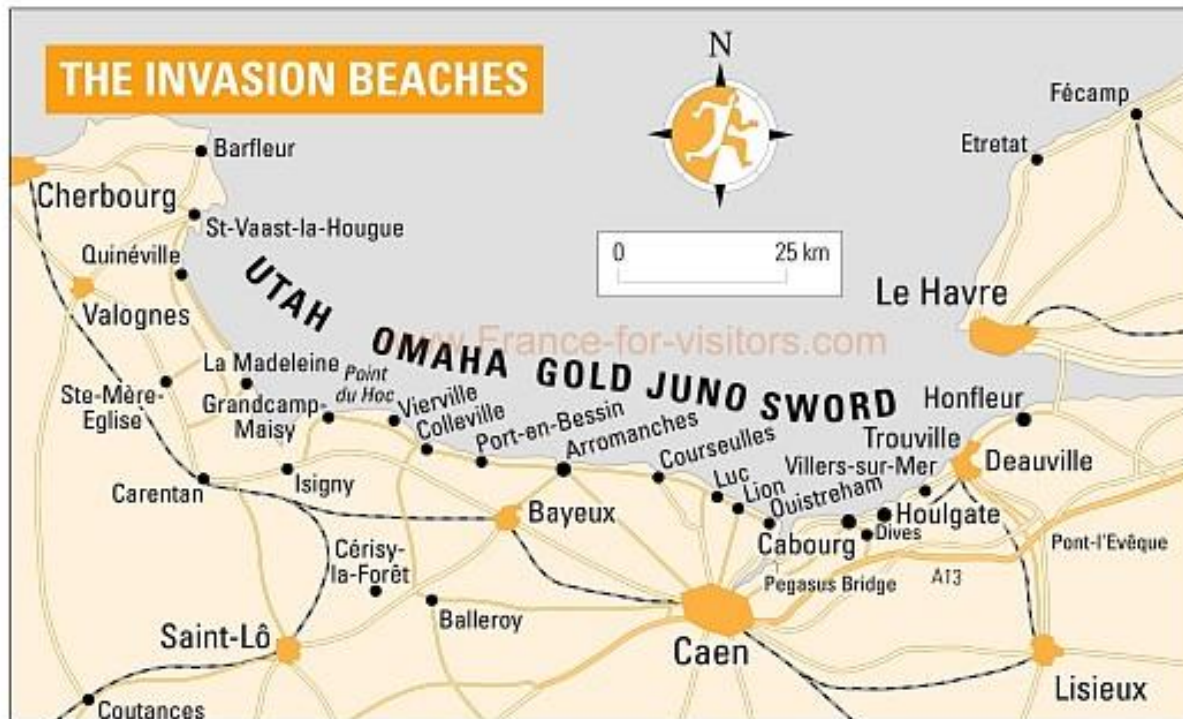 THE INVASION BEACHES
N
Fécamp
Etretat
Barfleur
Cherbourg
St-Vaast-la-Hougue
0 25 km
Quinéville
Valognes
Le Havre
UTAH OMAHA GOLD JUNO SWORD
www.France-for-visitors.com
La Madeleine
Point
du Hoc
Ste-Mère-
Eglise
Grandcamp-
Maisy
Vierville
Colleville
Port-en-Bessin
Arromanches
Courseulles
Luc
Lion
Ouistreham
Honfleur
Trouville
Deauville
Villers-sur-Mer
Houlgate
Dives
Cabourg
Carentan
Isigny
Bayeux
Pont-l'Evêque
A13
Pegasus Bridge
Cérisy-
la-Forêt
Balleroy
Saint-Lô
Caen
Lisieux
Coutances